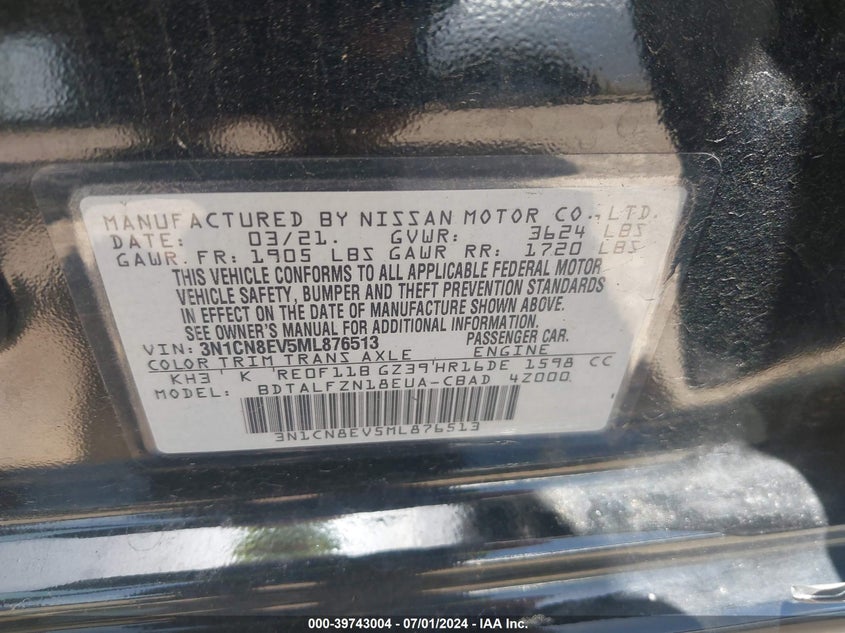 MANUFACTURED BY NISSAN MOTOR CO., LTD.
DATE: 03/21. GVWR: 3624 LBS
GAWR FR: 1905 LBS GAWR RR: 1720 LBS
THIS VEHICLE CONFORMS TO ALL APPLICABLE FEDERAL MOTOR
VEHICLE SAFETY, BUMPER AND THEFT PREVENTION STANDARDS
IN EFFECT ON THE DATE OF MANUFACTURE SHOWN ABOVE.
SEE OWNER'S MANUAL FOR ADDITIONAL INFORMATION
VIN: 3N1CN8EV5ML876513 PASSENGER CAR.
COLOR TRIM TRANS AXLE ENGINE
KH3 K RE0F11B GZ39 HR16DE 1598 CC
MODEL: BDTALFZN18EUA-CBAD 4Z000
3N1CN8EV5ML876513
000-39743004 - 07/01/2024 - IAA Inc.